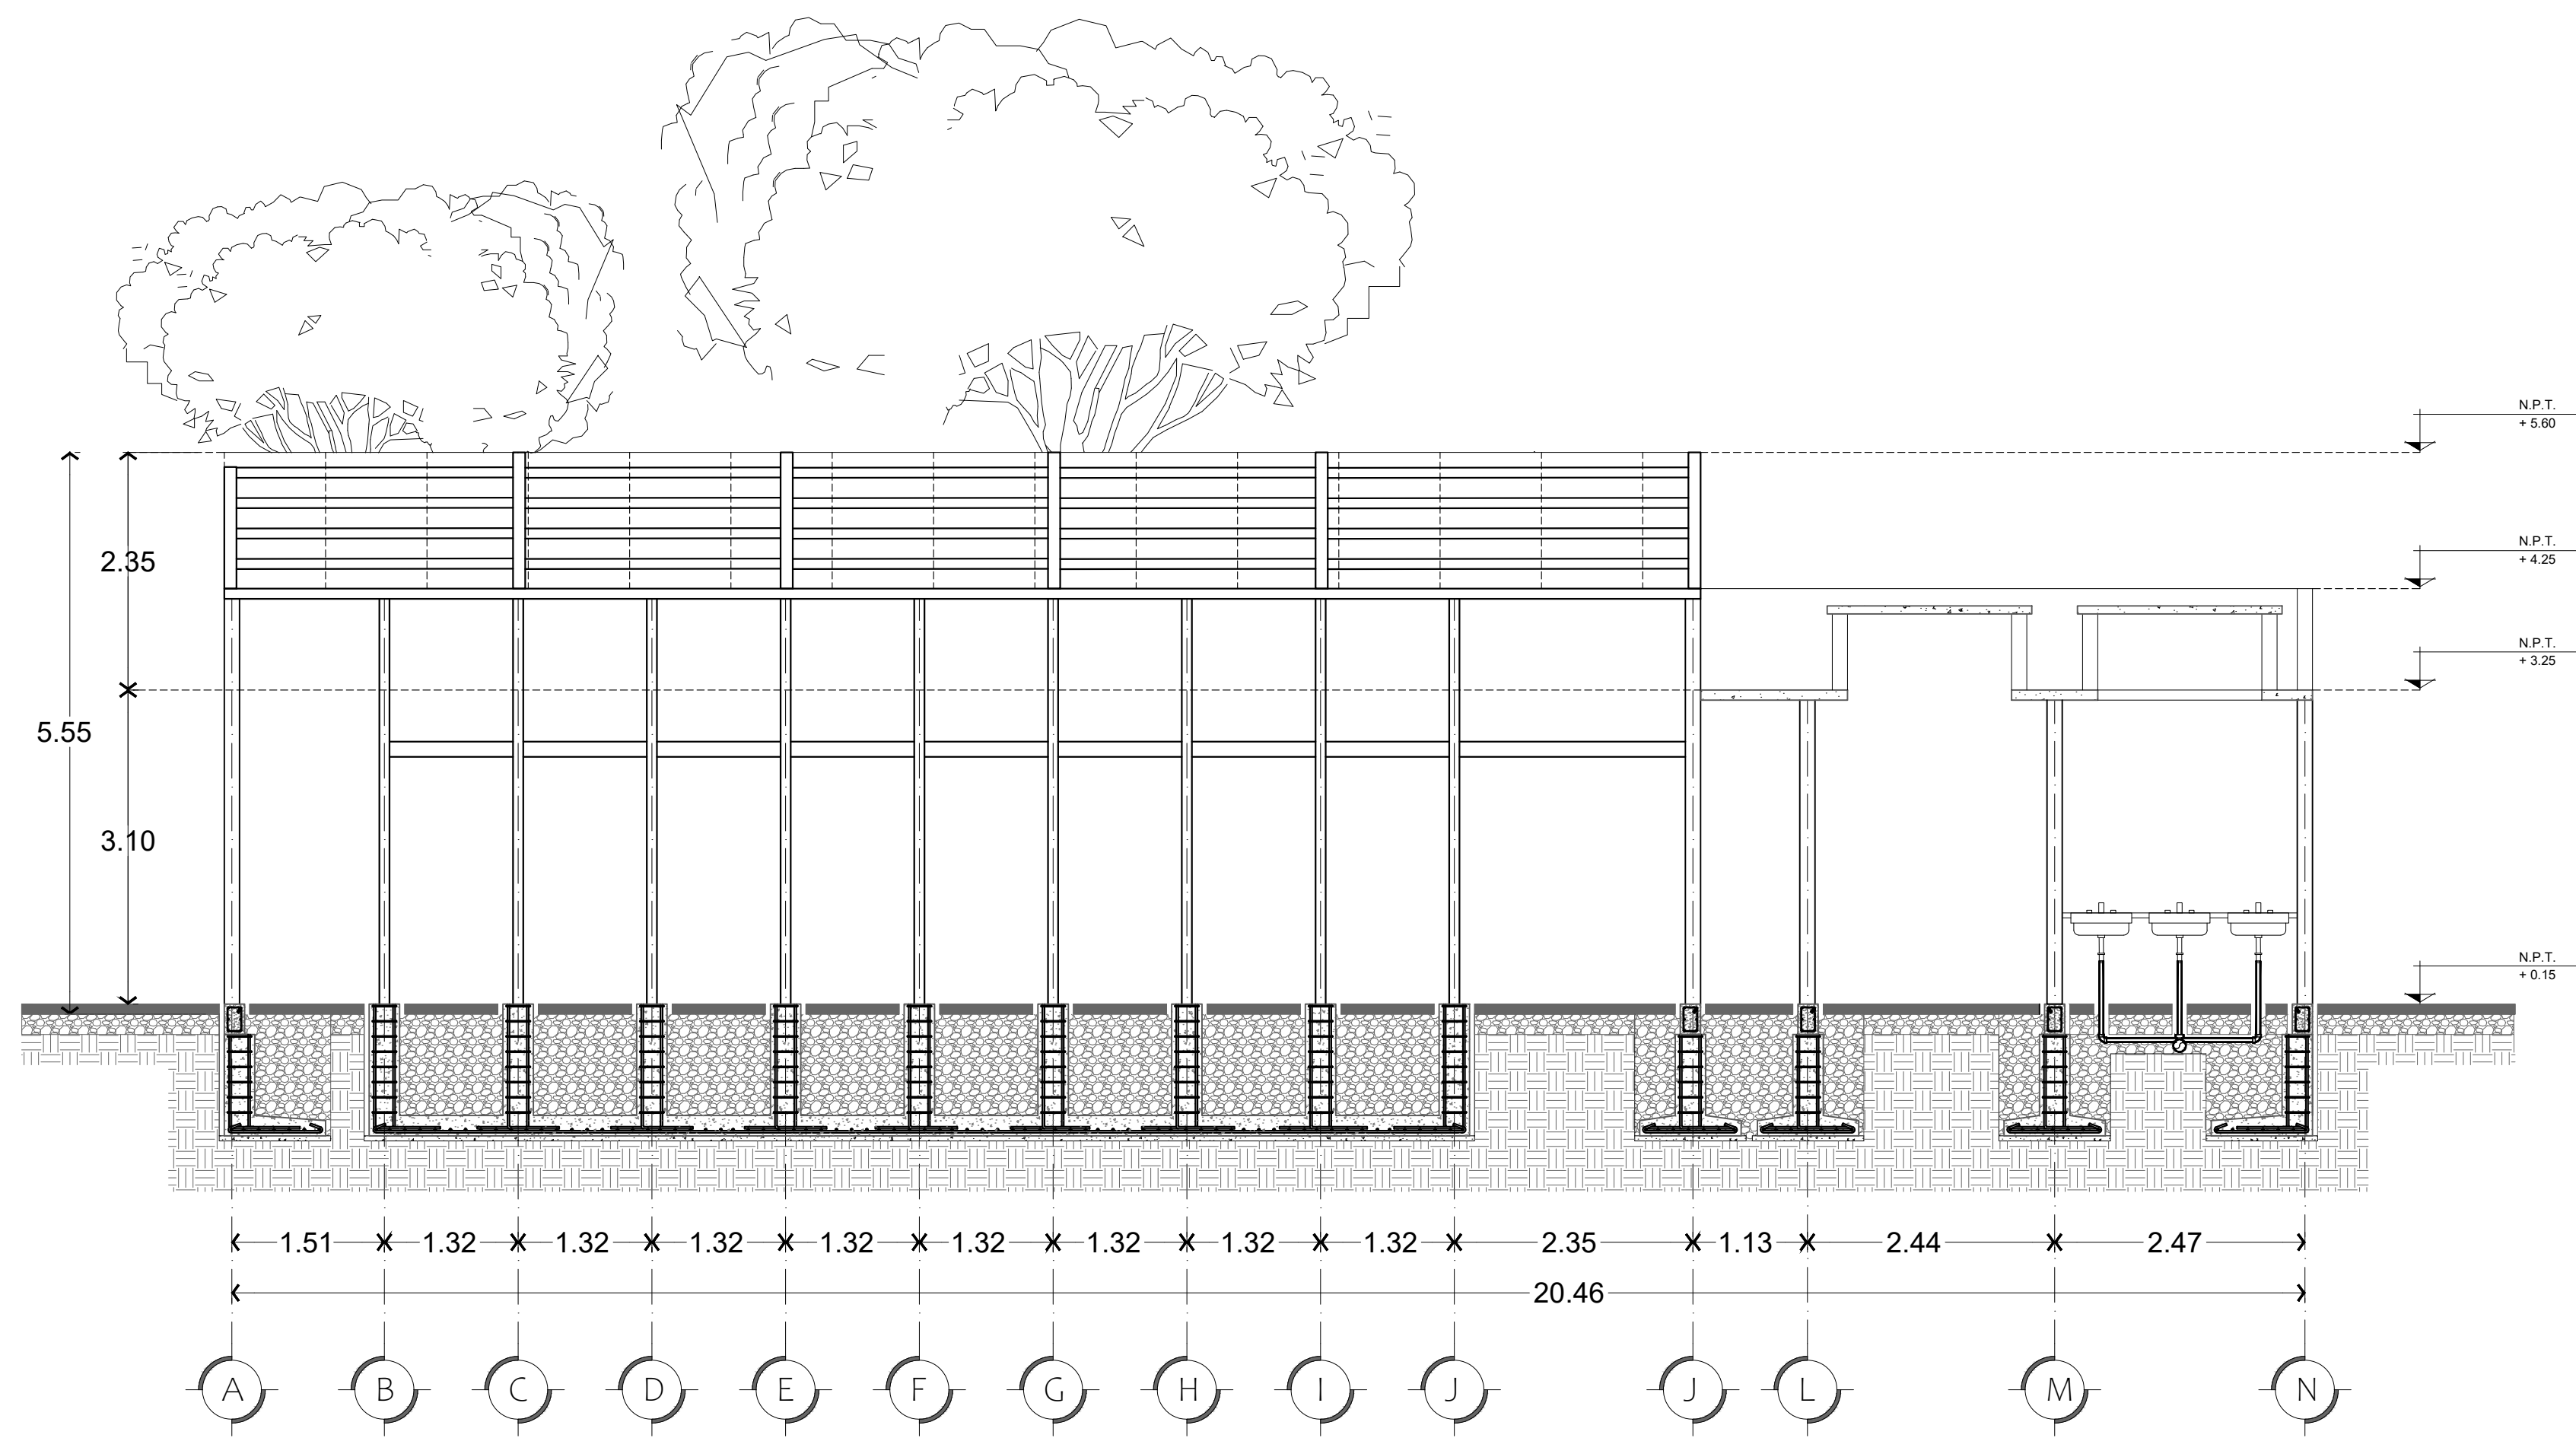 N.P.T.
+ 5.60
N.P.T.
+ 4.25
2.35
N.P.T.
+ 3.25
5.55
3.10
N.P.T.
+ 0.15
1.51 1.32 1.32 1.32 1.32 1.32 1.32 1.32 1.32 2.35 1.13 2.44 2.47
20.46
A B C D E F G H I J J L M N